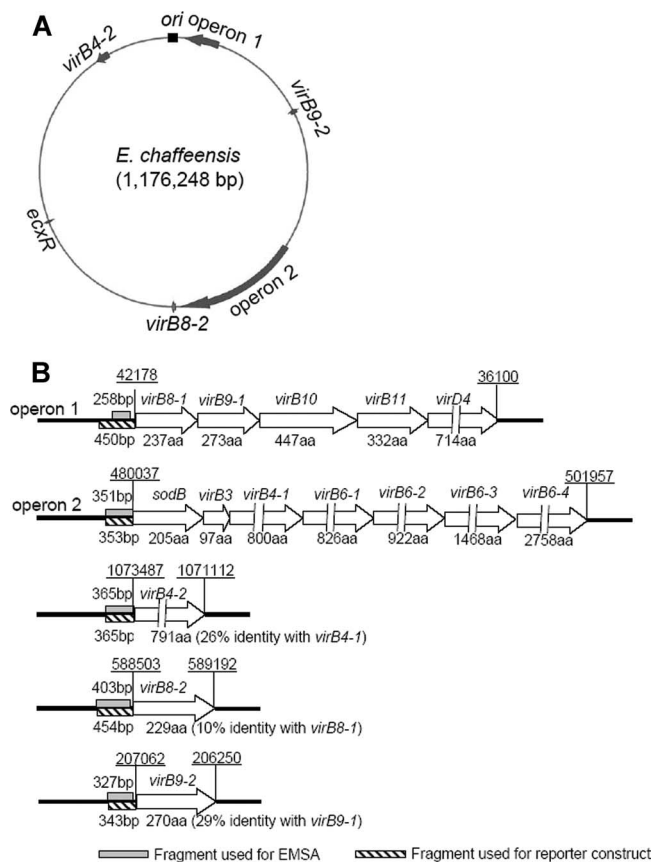 A
ori operon 1
virB4-2
virB9-2
E. chaffeensis
(1,176,248 bp)
ecxR
operon 2
virB8-2
B
42178
36100
258bp
virB8-1
virB9-1
virB10
virB11
virD4
operon 1
450bp
237aa
273aa
447aa
332aa
714aa
480037
501957
351bp
sodB
virB3
virB4-1
virB6-1
virB6-2
virB6-3
virB6-4
operon 2
353bp
205aa
97aa
800aa
826aa
922aa
1468aa
2758aa
1073487
1071112
365bp
virB4-2
365bp
791aa (26% identity with virB4-1)
588503
589192
403bp
virB8-2
454bp
229aa (10% identity with virB8-1)
207062
206250
327bp
virB9-2
343bp
270aa (29% identity with virB9-1)
Fragment used for EMSA
Fragment used for reporter construct